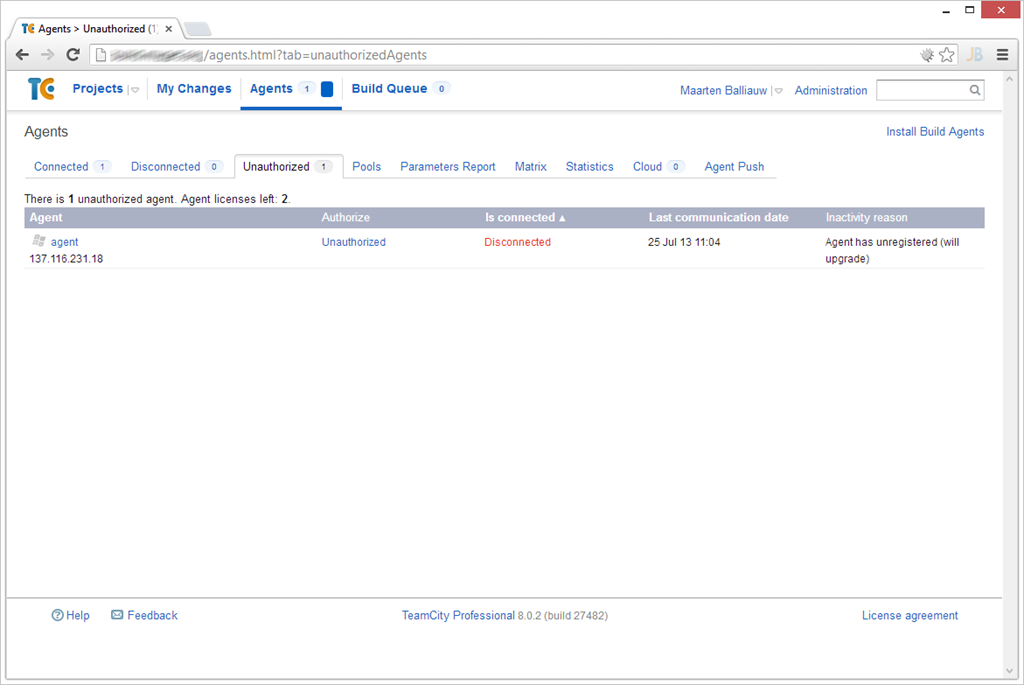 TC Agents > Unauthorized (1
/agents.html?tab=unauthorizedAgents
JB
TC Projects My Changes Agents 1 Build Queue 0 Maarten Balliauw Administration
Agents Install Build Agents
Connected 1 Disconnected 0 Unauthorized 1 Pools Parameters Report Matrix Statistics Cloud 0 Agent Push
There is 1 unauthorized agent. Agent licenses left: 2.
Agent Authorize Is connected ▲ Last communication date Inactivity reason
agent Unauthorized Disconnected 25 Jul 13 11:04 Agent has unregistered (will
137.116.231.18 upgrade)
Help Feedback TeamCity Professional 8.0.2 (build 27482) License agreement